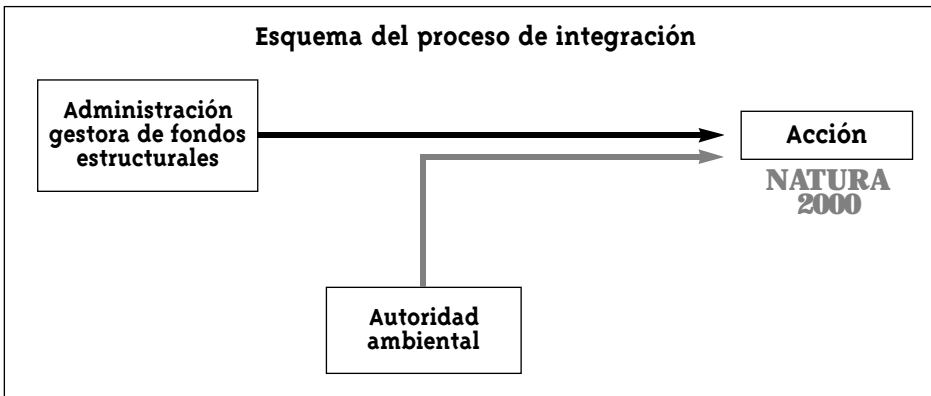 Esquema del proceso de integración
Administración
gestora de fondos
estructurales
Acción
NATURA
2000
Autoridad
ambiental